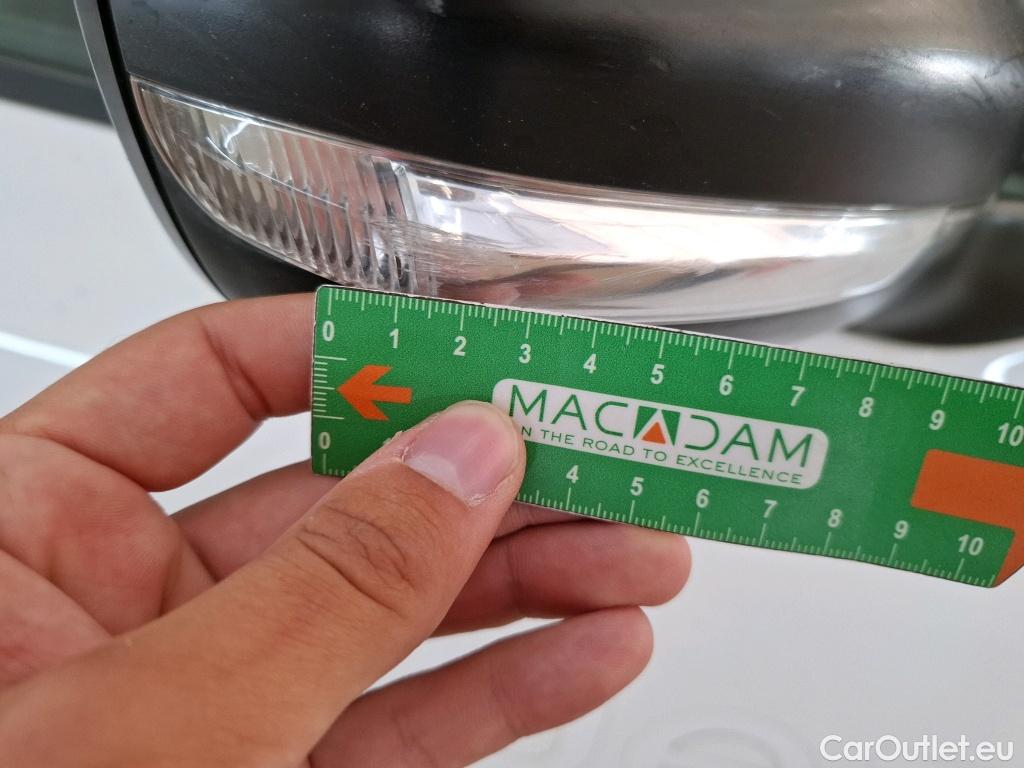 0 1 2 3 4 5 6 7 8 9 10
MACADAM
N THE ROAD TO EXCELLENCE
0 4 5 6 7 8 9 10
CarOutlet.eu